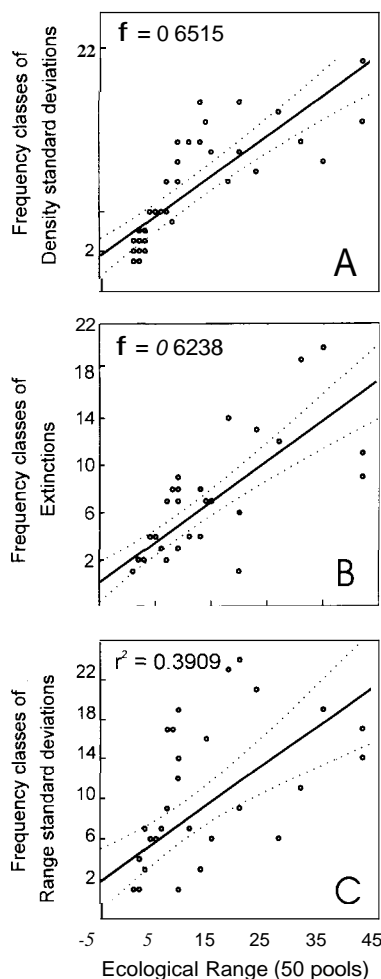 f = 0 6515
22
2
Frequency classes of
Density standard deviations
A
f = 0 6238
22
18
14
10
6
2
Frequency classes of
Extinctions
B
r² = 0.3909
22
18
14
10
6
2
Frequency classes of
Range standard deviations
C
-5 5 15 25 35 45
Ecological Range (50 pools)